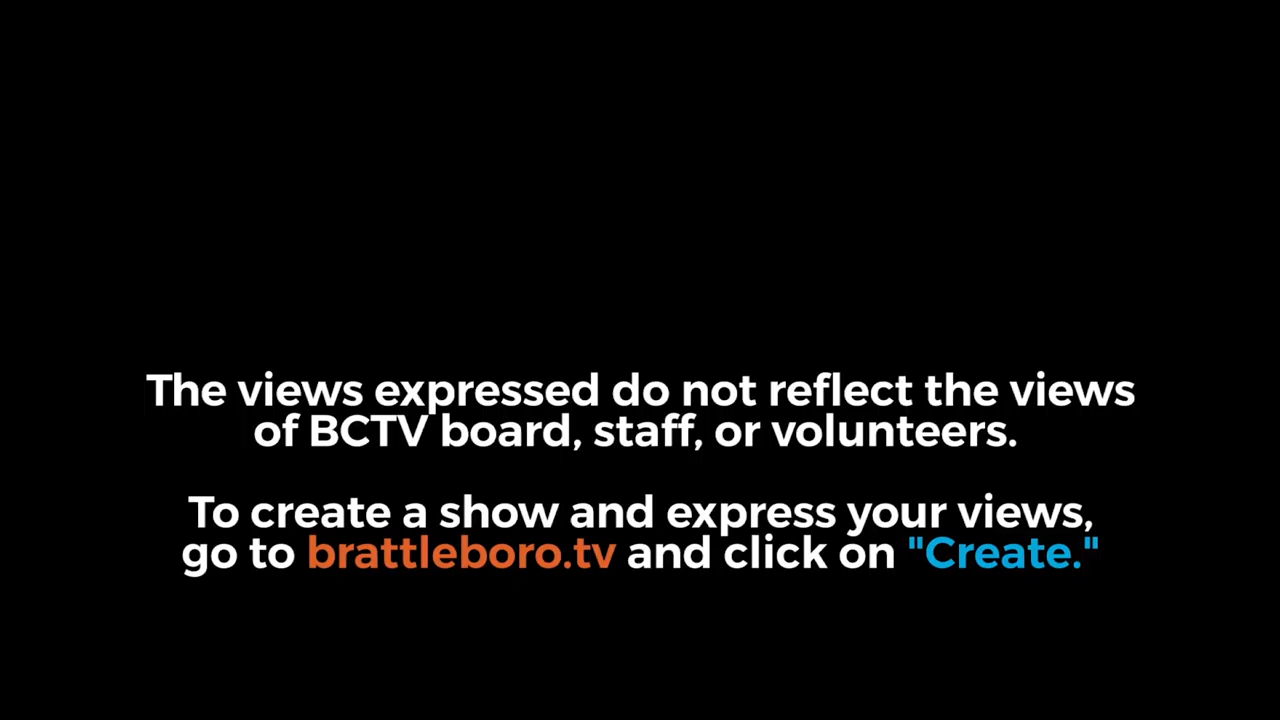 The views expressed do not reflect the views
of BCTV board, staff, or volunteers.
To create a show and express your views,
go to brattleboro.tv and click on "Create."